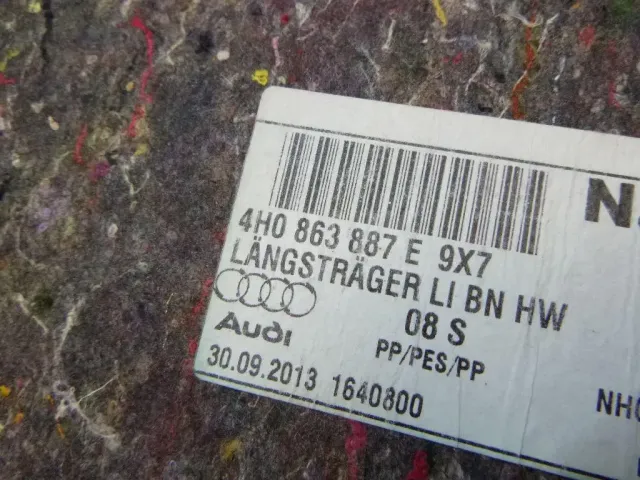 4H0 863 887 E 9X7
LÄNGSTRÄGER LI BN HW
08 S
Audi
PP/PES/PP
30.09.2013 1640800